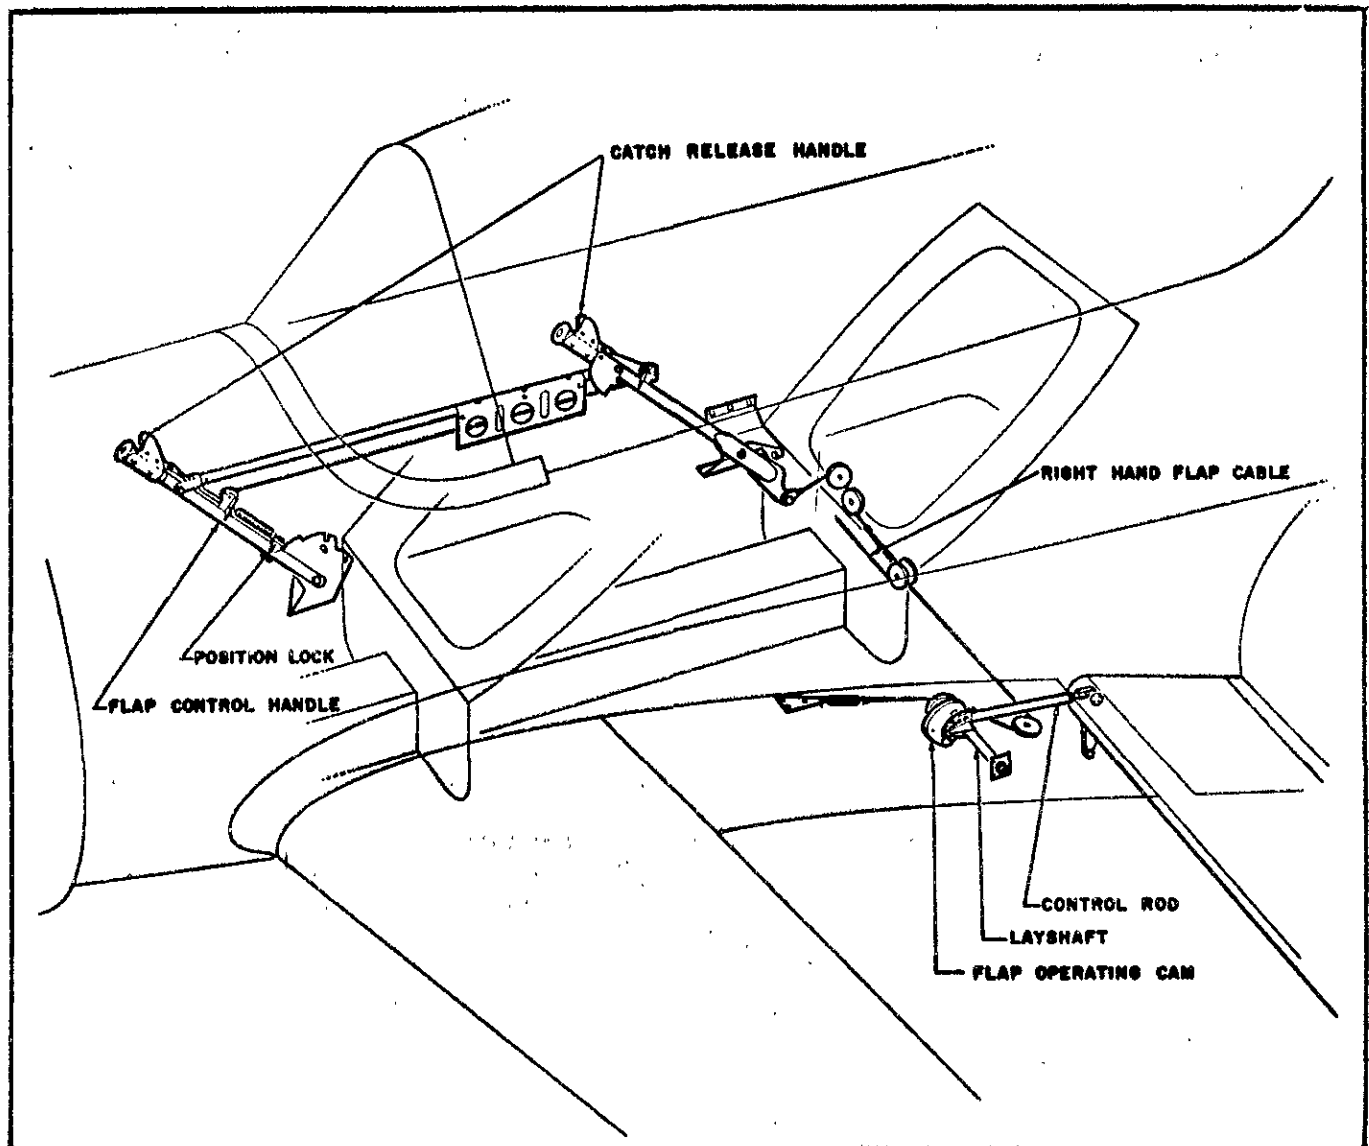 CATCH RELEASE HANDLE
RIGHT HAND FLAP CABLE
POSITION LOCK
FLAP CONTROL HANDLE
CONTROL ROD
LAYSHAFT
FLAP OPERATING CAM